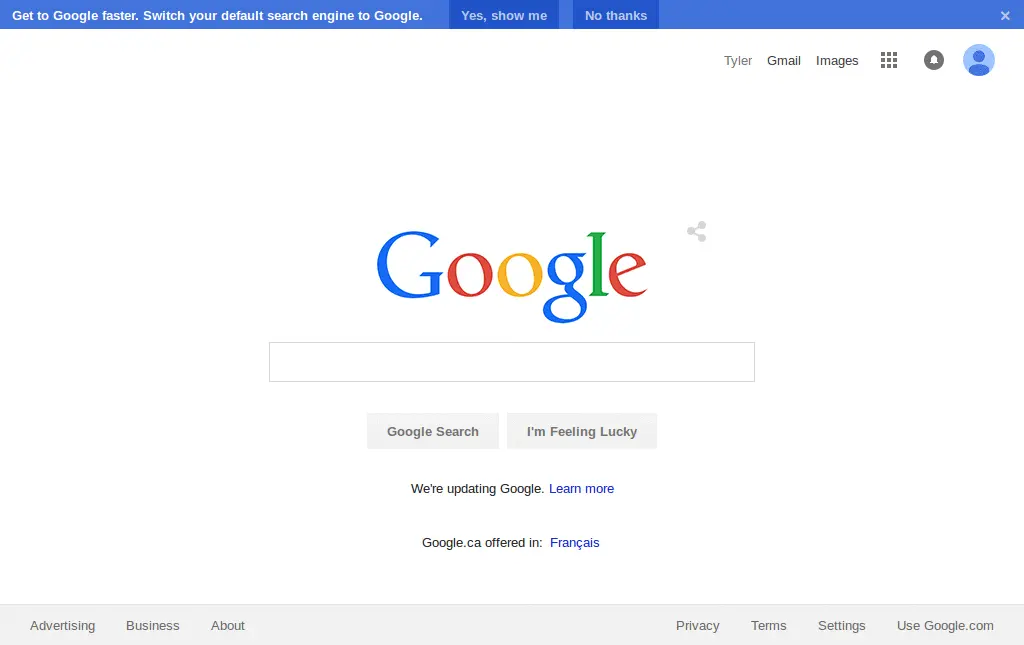 Get to Google faster. Switch your default search engine to Google. Yes, show me No thanks ×
Tyler Gmail Images
Google
Google Search I'm Feeling Lucky
We're updating Google. Learn more
Google.ca offered in: Français
Advertising Business About Privacy Terms Settings Use Google.com